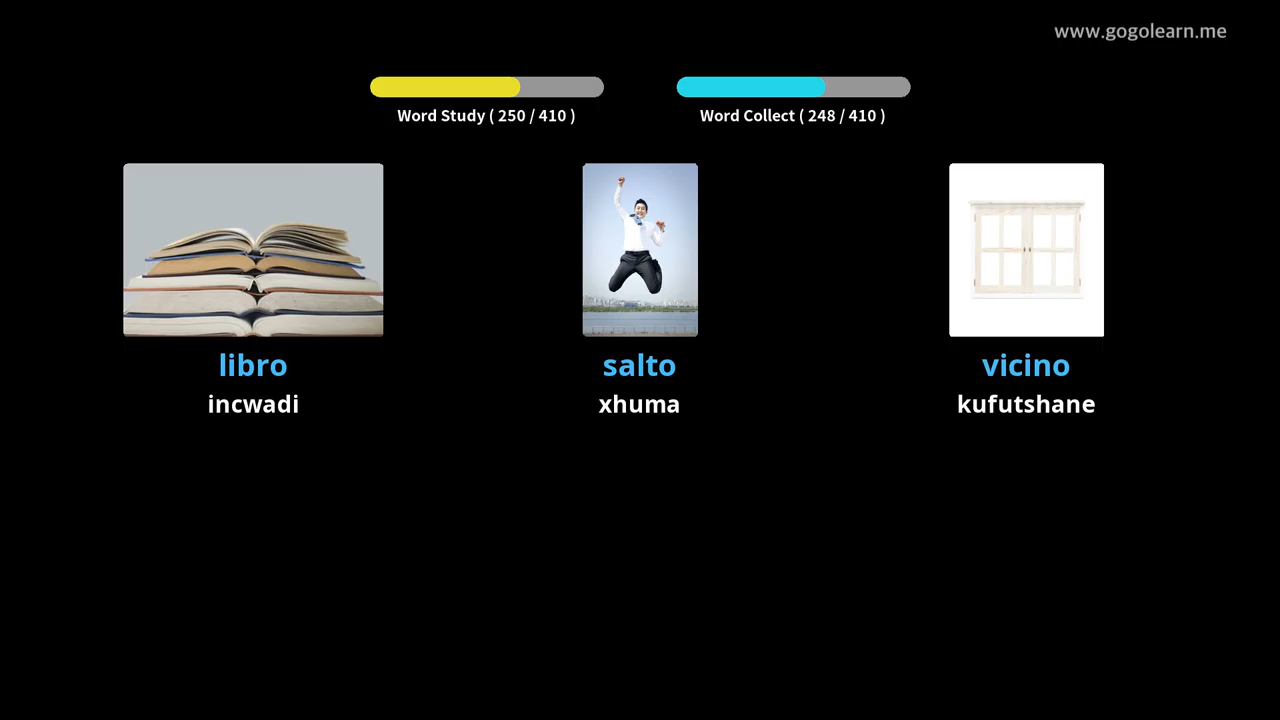 www.gogolearn.me
Word Study ( 250 / 410 )
Word Collect ( 248 / 410 )
libro
salto
vicino
incwadi
xhuma
kufutshane